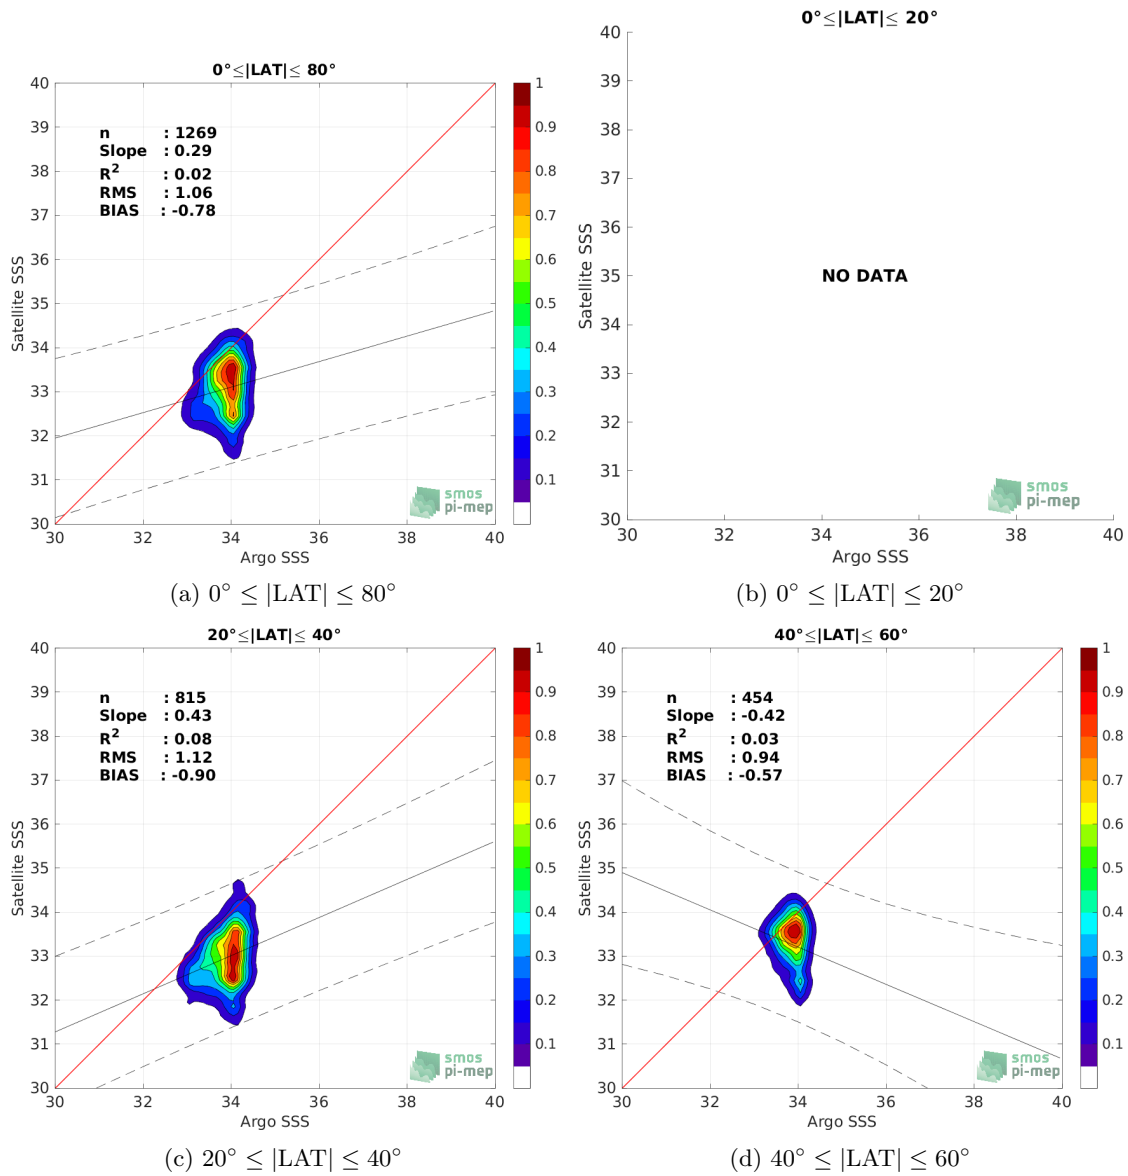 0°≤|LAT|≤ 80°
40
39
38
37
36
35
34
33
32
31
30
Satellite SSS
n : 1269
Slope : 0.29
R² : 0.02
RMS : 1.06
BIAS : -0.78
smos
pi-mep
30 32 34 36 38 40
Argo SSS
1
0.9
0.8
0.7
0.6
0.5
0.4
0.3
0.2
0.1
(a) 0° ≤ |LAT| ≤ 80°
0°≤|LAT|≤ 20°
40
39
38
37
36
35
34
33
32
31
30
Satellite SSS
NO DATA
smos
pi-mep
30 32 34 36 38 40
Argo SSS
(b) 0° ≤ |LAT| ≤ 20°
20°≤|LAT|≤ 40°
40
39
38
37
36
35
34
33
32
31
30
Satellite SSS
n : 815
Slope : 0.43
R² : 0.08
RMS : 1.12
BIAS : -0.90
smos
pi-mep
30 32 34 36 38 40
Argo SSS
1
0.9
0.8
0.7
0.6
0.5
0.4
0.3
0.2
0.1
(c) 20° ≤ |LAT| ≤ 40°
40°≤|LAT|≤ 60°
40
39
38
37
36
35
34
33
32
31
30
Satellite SSS
n : 454
Slope : -0.42
R² : 0.03
RMS : 0.94
BIAS : -0.57
smos
pi-mep
30 32 34 36 38 40
Argo SSS
1
0.9
0.8
0.7
0.6
0.5
0.4
0.3
0.2
0.1
(d) 40° ≤ |LAT| ≤ 60°